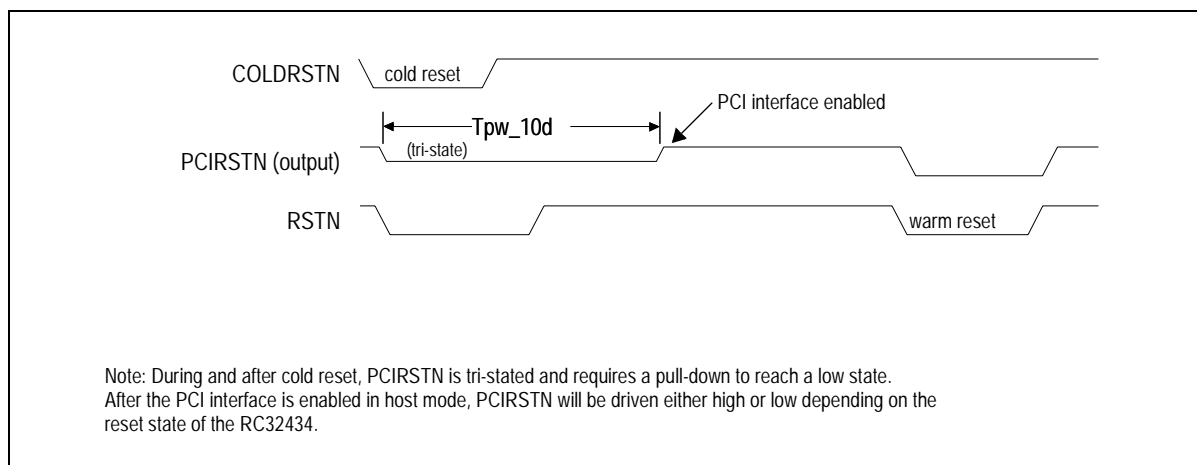 COLDRSTN
cold reset
PCI interface enabled
Tpw_10d
(tri-state)
PCIRSTN (output)
RSTN
warm reset
Note: During and after cold reset, PCIRSTN is tri-stated and requires a pull-down to reach a low state.
After the PCI interface is enabled in host mode, PCIRSTN will be driven either high or low depending on the
reset state of the RC32434.